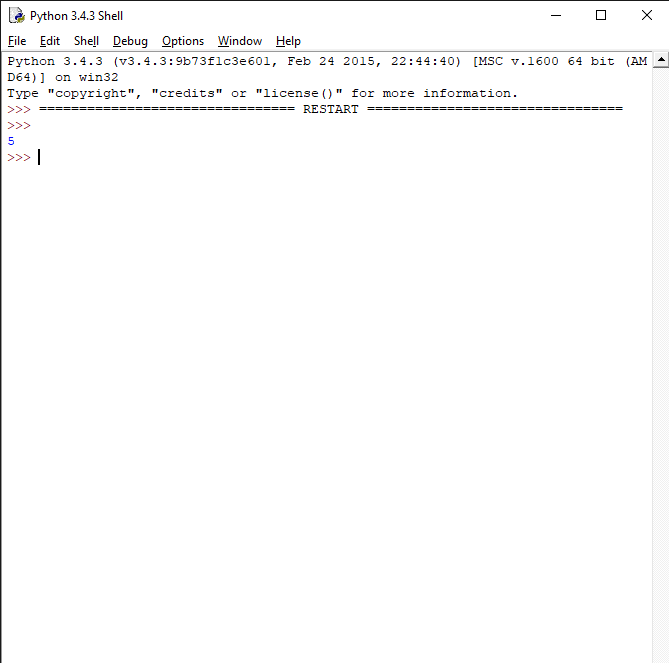 Python 3.4.3 Shell
File Edit Shell Debug Options Window Help
Python 3.4.3 (v3.4.3:9b73f1c3e601, Feb 24 2015, 22:44:40) [MSC v.1600 64 bit (AM
D64)] on win32
Type "copyright", "credits" or "license()" for more information.
>>> ================================ RESTART ================================
>>>
5
>>>